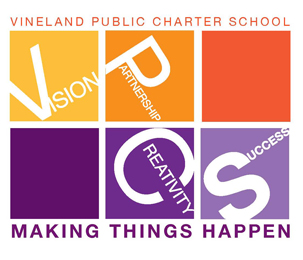 VINELAND PUBLIC CHARTER SCHOOL
VISION
PARTNERSHIP
CREATIVITY
SUCCESS
MAKING THINGS HAPPEN